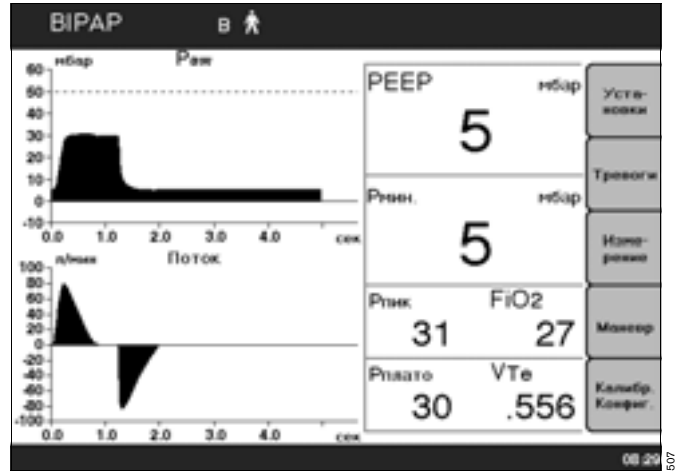 BIPAP B
мбар Paw
60
50
40
30
20
10
0
-10
0.0 1.0 2.0 3.0 4.0 сек
л/мин Поток
100
80
60
40
20
0
-20
-40
-60
-80
-100
0.0 1.0 2.0 3.0 4.0 сек
PEEP мбар
5
Pмин. мбар
5
Pпик FiO2
31 27
Pплато VTe
30 .556
Уста-
новки
Тревоги
Изме-
рение
Маневр
Калибр.
Конфиг.
08:29
507